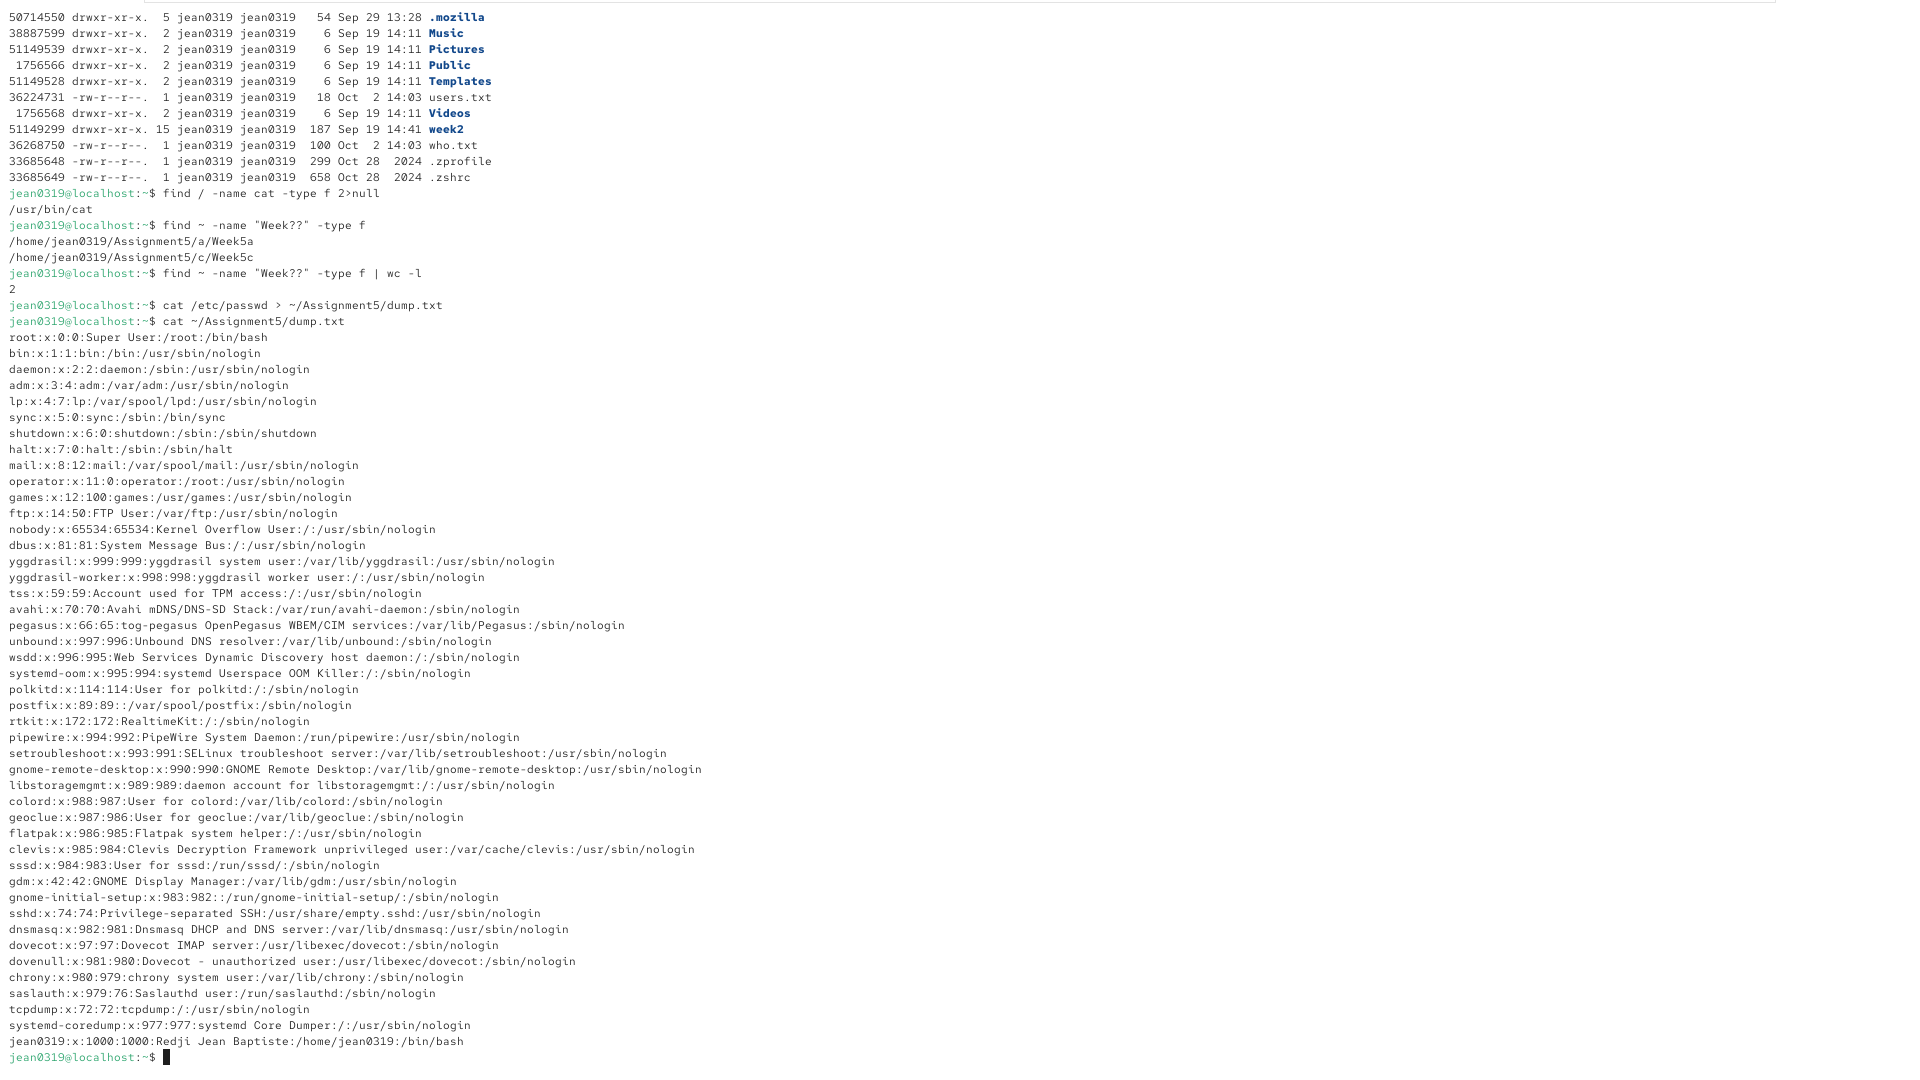 50714550 drwxr-xr-x.  5 jean0319 jean0319   54 Sep 29 13:28 .mozilla
38887599 drwxr-xr-x.  2 jean0319 jean0319    6 Sep 19 14:11 Music
51149539 drwxr-xr-x.  2 jean0319 jean0319    6 Sep 19 14:11 Pictures
 1756566 drwxr-xr-x.  2 jean0319 jean0319    6 Sep 19 14:11 Public
51149528 drwxr-xr-x.  2 jean0319 jean0319    6 Sep 19 14:11 Templates
36224731 -rw-r--r--.  1 jean0319 jean0319   18 Oct  2 14:03 users.txt
 1756568 drwxr-xr-x.  2 jean0319 jean0319    6 Sep 19 14:11 Videos
51149299 drwxr-xr-x. 15 jean0319 jean0319  187 Sep 19 14:41 week2
36268750 -rw-r--r--.  1 jean0319 jean0319  100 Oct  2 14:03 who.txt
33685648 -rw-r--r--.  1 jean0319 jean0319  299 Oct 28  2024 .zprofile
33685649 -rw-r--r--.  1 jean0319 jean0319  658 Oct 28  2024 .zshrc
jean0319@localhost:~$ find / -name cat -type f 2>null
/usr/bin/cat
jean0319@localhost:~$ find ~ -name "Week??" -type f
/home/jean0319/Assignment5/a/Week5a
/home/jean0319/Assignment5/c/Week5c
jean0319@localhost:~$ find ~ -name "Week??" -type f | wc -l
2
jean0319@localhost:~$ cat /etc/passwd > ~/Assignment5/dump.txt
jean0319@localhost:~$ cat ~/Assignment5/dump.txt
root:x:0:0:Super User:/root:/bin/bash
bin:x:1:1:bin:/bin:/usr/sbin/nologin
daemon:x:2:2:daemon:/sbin:/usr/sbin/nologin
adm:x:3:4:adm:/var/adm:/usr/sbin/nologin
lp:x:4:7:lp:/var/spool/lpd:/usr/sbin/nologin
sync:x:5:0:sync:/sbin:/bin/sync
shutdown:x:6:0:shutdown:/sbin:/sbin/shutdown
halt:x:7:0:halt:/sbin:/sbin/halt
mail:x:8:12:mail:/var/spool/mail:/usr/sbin/nologin
operator:x:11:0:operator:/root:/usr/sbin/nologin
games:x:12:100:games:/usr/games:/usr/sbin/nologin
ftp:x:14:50:FTP User:/var/ftp:/usr/sbin/nologin
nobody:x:65534:65534:Kernel Overflow User:/:/usr/sbin/nologin
dbus:x:81:81:System Message Bus:/:/usr/sbin/nologin
yggdrasil:x:999:999:yggdrasil system user:/var/lib/yggdrasil:/usr/sbin/nologin
yggdrasil-worker:x:998:998:yggdrasil worker user:/:/usr/sbin/nologin
tss:x:59:59:Account used for TPM access:/:/usr/sbin/nologin
avahi:x:70:70:Avahi mDNS/DNS-SD Stack:/var/run/avahi-daemon:/sbin/nologin
pegasus:x:66:65:tog-pegasus OpenPegasus WBEM/CIM services:/var/lib/Pegasus:/sbin/nologin
unbound:x:997:996:Unbound DNS resolver:/var/lib/unbound:/sbin/nologin
wsdd:x:996:995:Web Services Dynamic Discovery host daemon:/:/sbin/nologin
systemd-oom:x:995:994:systemd Userspace OOM Killer:/:/sbin/nologin
polkitd:x:114:114:User for polkitd:/:/sbin/nologin
postfix:x:89:89::/var/spool/postfix:/sbin/nologin
rtkit:x:172:172:RealtimeKit:/:/sbin/nologin
pipewire:x:994:992:PipeWire System Daemon:/run/pipewire:/usr/sbin/nologin
setroubleshoot:x:993:991:SELinux troubleshoot server:/var/lib/setroubleshoot:/usr/sbin/nologin
gnome-remote-desktop:x:990:990:GNOME Remote Desktop:/var/lib/gnome-remote-desktop:/usr/sbin/nologin
libstoragemgmt:x:989:989:daemon account for libstoragemgmt:/:/usr/sbin/nologin
colord:x:988:987:User for colord:/var/lib/colord:/sbin/nologin
geoclue:x:987:986:User for geoclue:/var/lib/geoclue:/sbin/nologin
flatpak:x:986:985:Flatpak system helper:/:/usr/sbin/nologin
clevis:x:985:984:Clevis Decryption Framework unprivileged user:/var/cache/clevis:/usr/sbin/nologin
sssd:x:984:983:User for sssd:/run/sssd/:/sbin/nologin
gdm:x:42:42:GNOME Display Manager:/var/lib/gdm:/usr/sbin/nologin
gnome-initial-setup:x:983:982::/run/gnome-initial-setup/:/sbin/nologin
sshd:x:74:74:Privilege-separated SSH:/usr/share/empty.sshd:/usr/sbin/nologin
dnsmasq:x:982:981:Dnsmasq DHCP and DNS server:/var/lib/dnsmasq:/usr/sbin/nologin
dovecot:x:97:97:Dovecot IMAP server:/usr/libexec/dovecot:/sbin/nologin
dovenull:x:981:980:Dovecot - unauthorized user:/usr/libexec/dovecot:/sbin/nologin
chrony:x:980:979:chrony system user:/var/lib/chrony:/sbin/nologin
saslauth:x:979:76:Saslauthd user:/run/saslauthd:/sbin/nologin
tcpdump:x:72:72:tcpdump:/:/usr/sbin/nologin
systemd-coredump:x:977:977:systemd Core Dumper:/:/usr/sbin/nologin
jean0319:x:1000:1000:Redji Jean Baptiste:/home/jean0319:/bin/bash
jean0319@localhost:~$